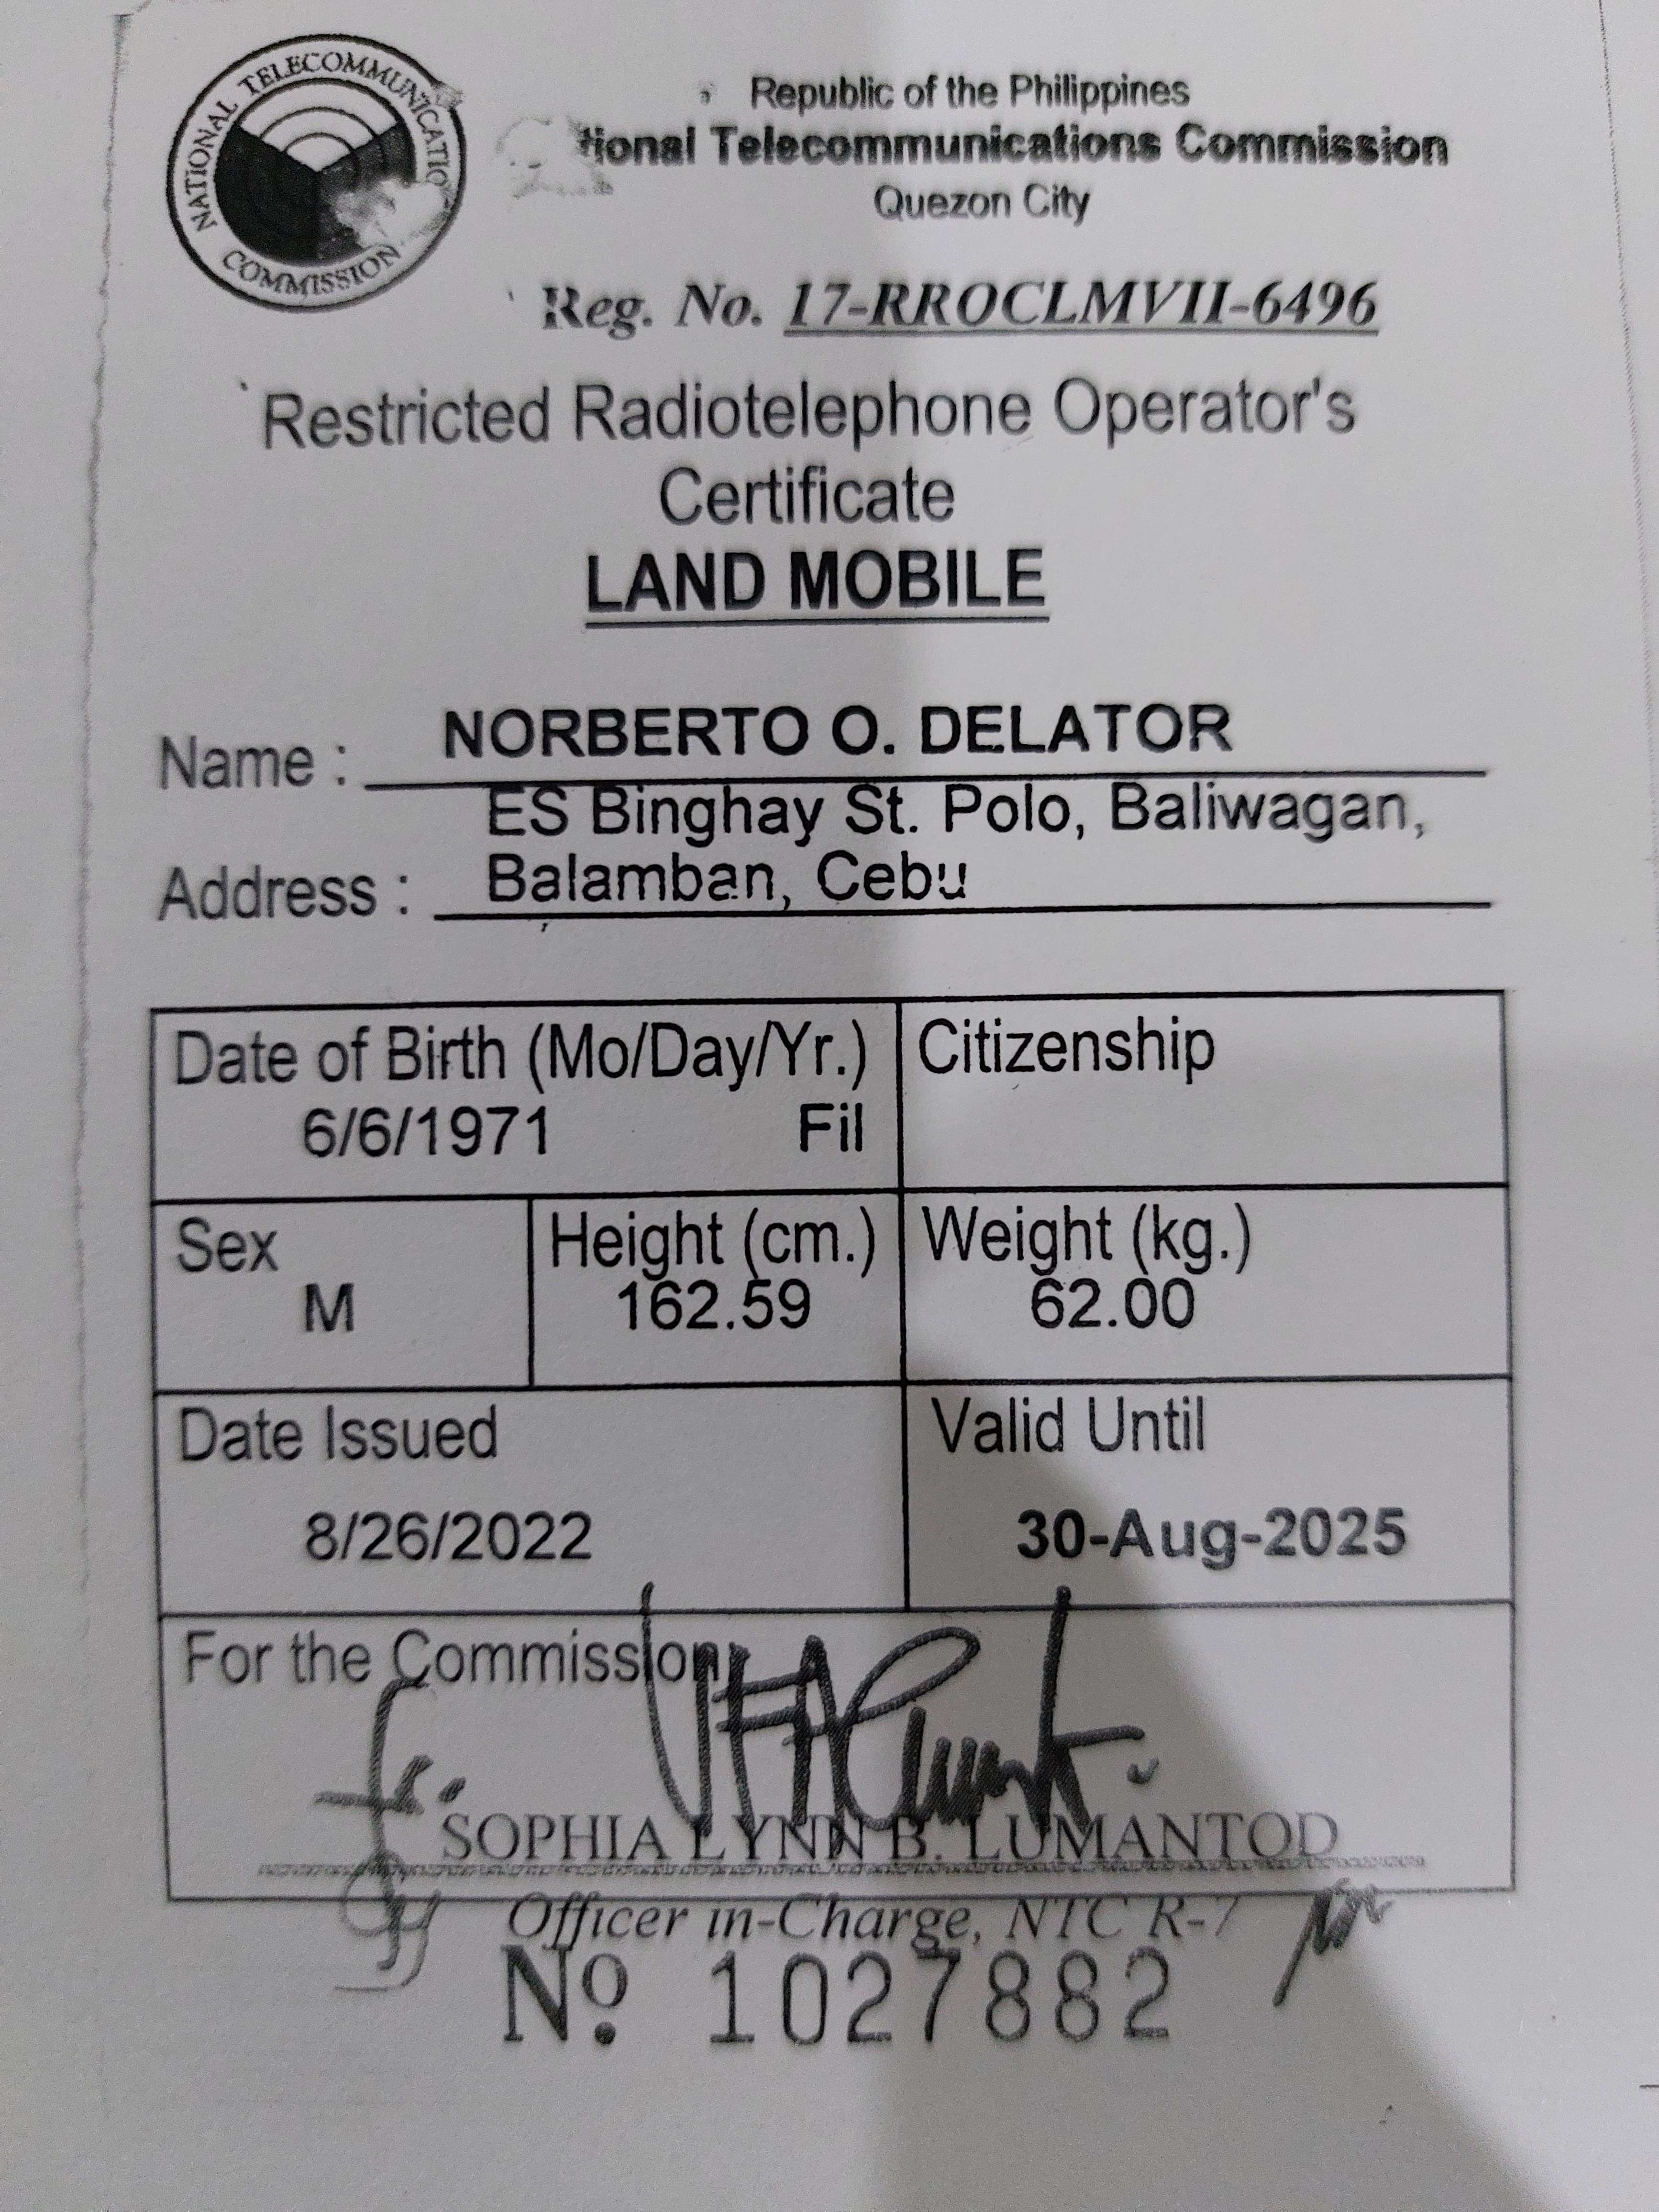 NATIONAL TELECOMMUNICATIO
COMMISSION
Republic of the Philippines
tional Telecommunications Commission
Quezon City
Reg. No. 17-RROCLMVII-6496
Restricted Radiotelephone Operator's
Certificate
LAND MOBILE
Name : NORBERTO O. DELATOR
ES Binghay St. Polo, Baliwagan,
Address : Balamban, Cebu
Date of Birth (Mo/Day/Yr.) Citizenship
6/6/1971 Fil
Sex Height (cm.) Weight (kg.)
M 162.59 62.00
Date Issued Valid Until
8/26/2022 30-Aug-2025
For the Commission
SOPHIA LYNN B. LUMANTOD
Officer in-Charge, NTC R-7
No 1027882